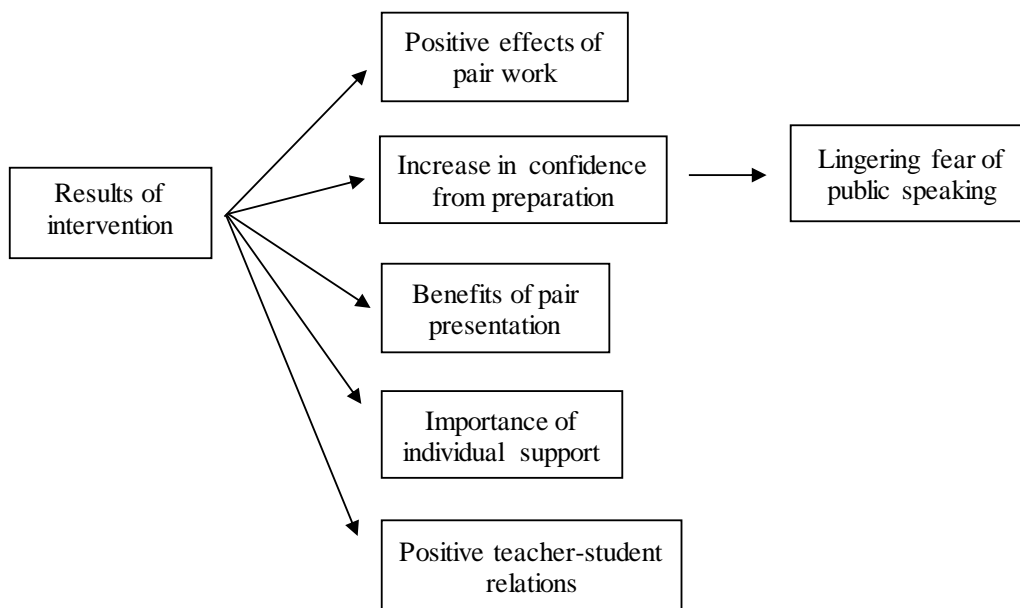 Positive effects of
pair work
Increase in confidence
from preparation
Lingering fear of
public speaking
Results of
intervention
Benefits of pair
presentation
Importance of
individual support
Positive teacher-student
relations